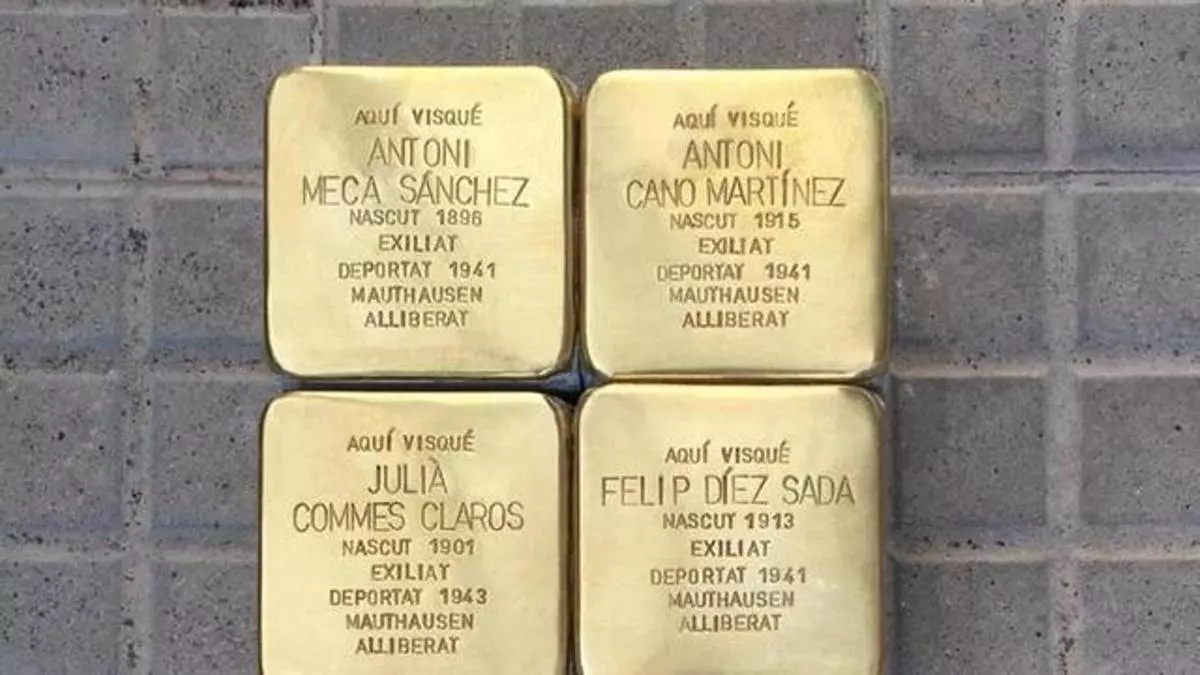 AQUÍ VISQUÉ
ANTONI
MECA SÁNCHEZ
NASCUT 1896
EXILIAT
DEPORTAT 1941
MAUTHAUSEN
ALLIBERAT
AQUÍ VISQUÉ
ANTONI
CANO MARTÍNEZ
NASCUT 1915
EXILIAT
DEPORTAT 1941
MAUTHAUSEN
ALLIBERAT
AQUÍ VISQUÉ
JULIÀ
COMMES CLAROS
NASCUT 1901
EXILIAT
DEPORTAT 1943
MAUTHAUSEN
ALLIBERAT
AQUÍ VISQUÉ
FELIP DÍEZ SADA
NASCUT 1913
EXILIAT
DEPORTAT 1941
MAUTHAUSEN
ALLIBERAT